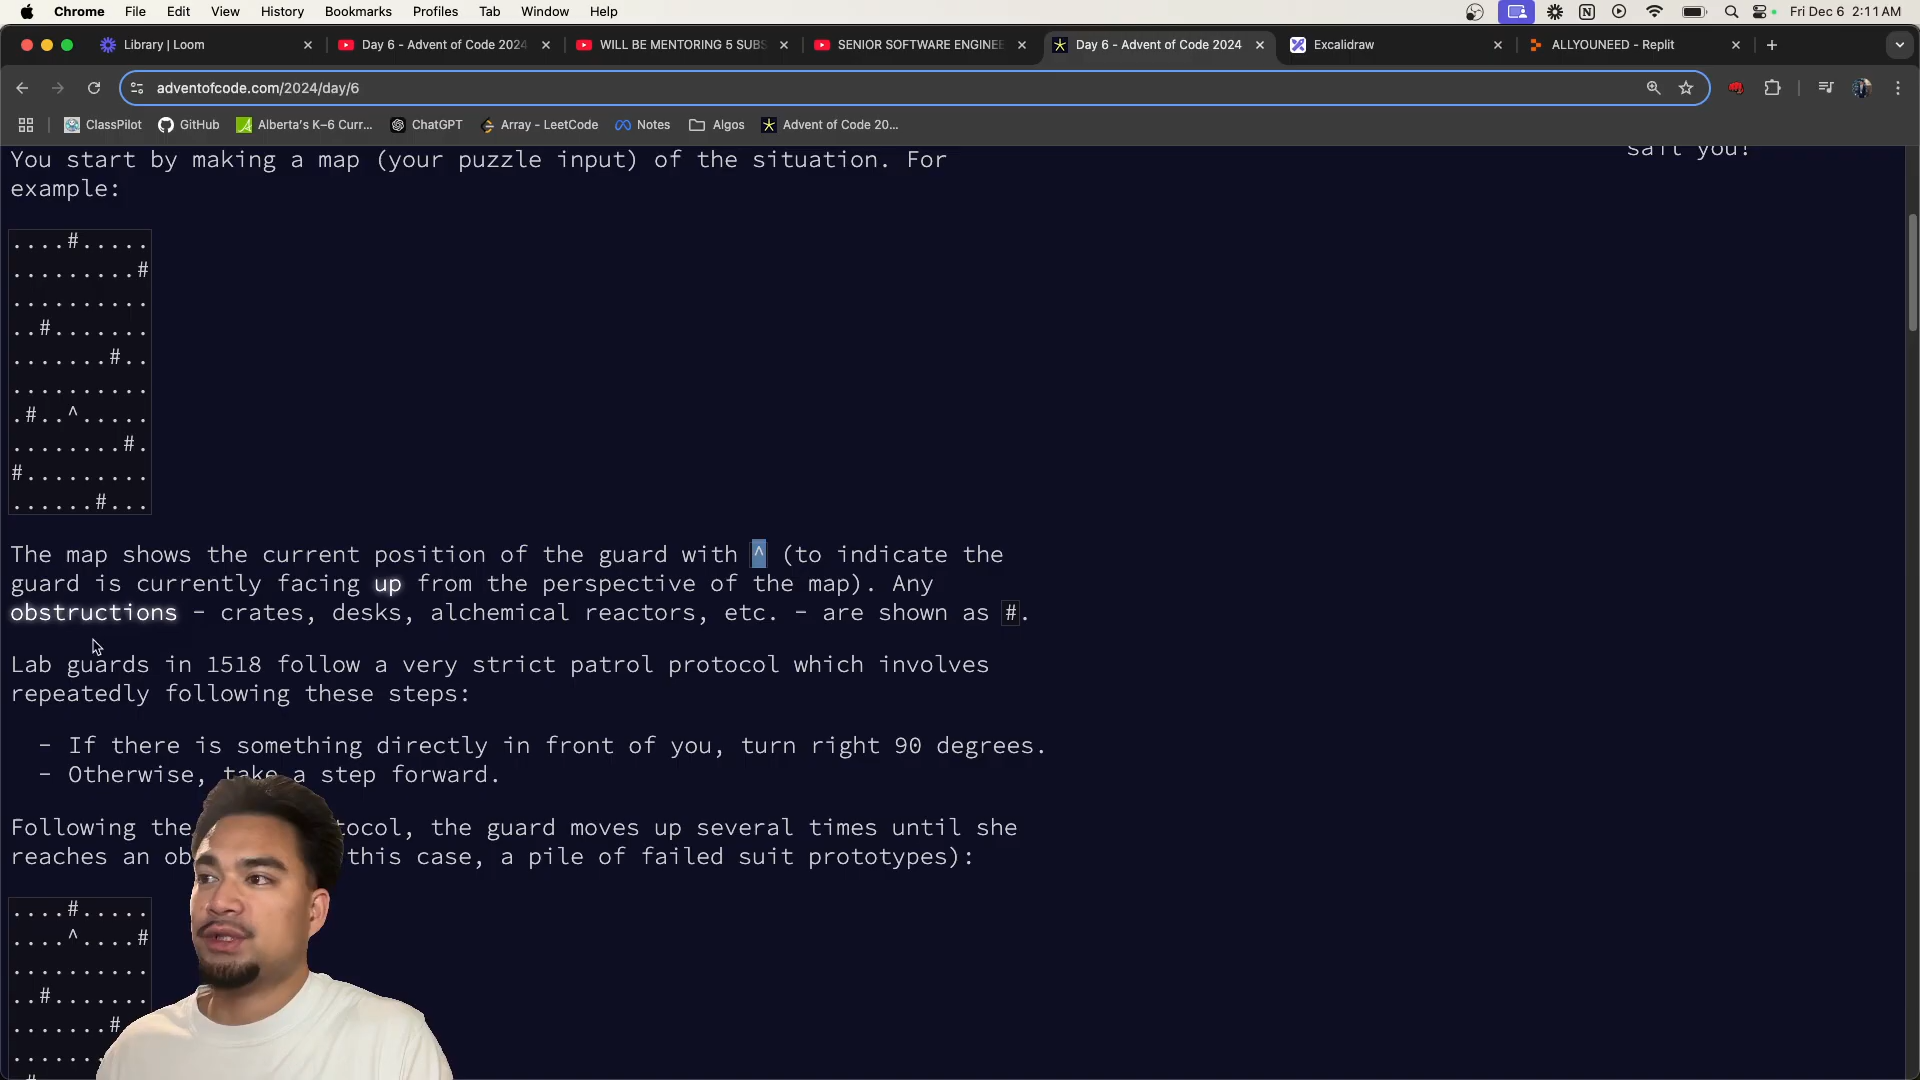 Chrome File Edit View History Bookmarks Profiles Tab Window Help Fri Dec 6 2:11 AM
Library | Loom
Day 6 - Advent of Code 2024
WILL BE MENTORING 5 SUBS
SENIOR SOFTWARE ENGINEE
Day 6 - Advent of Code 2024
Excalidraw
ALLYOUNEED - Replit
adventofcode.com/2024/day/6
ClassPilot GitHub Alberta's K–6 Curr... ChatGPT Array - LeetCode Notes Algos Advent of Code 20...
salt you!
You start by making a map (your puzzle input) of the situation. For
example:
....#.....
.........#
..........
..#.......
.......#..
..........
.#..^.....
........#.
#.........
......#...
The map shows the current position of the guard with ^ (to indicate the
guard is currently facing up from the perspective of the map). Any
obstructions - crates, desks, alchemical reactors, etc. - are shown as #.
Lab guards in 1518 follow a very strict patrol protocol which involves
repeatedly following these steps:
- If there is something directly in front of you, turn right 90 degrees.
- Otherwise, take a step forward.
Following the tocol, the guard moves up several times until she
reaches an ob this case, a pile of failed suit prototypes):
....#.....
....^....#
..........
..#.......
.......#
.......
.#